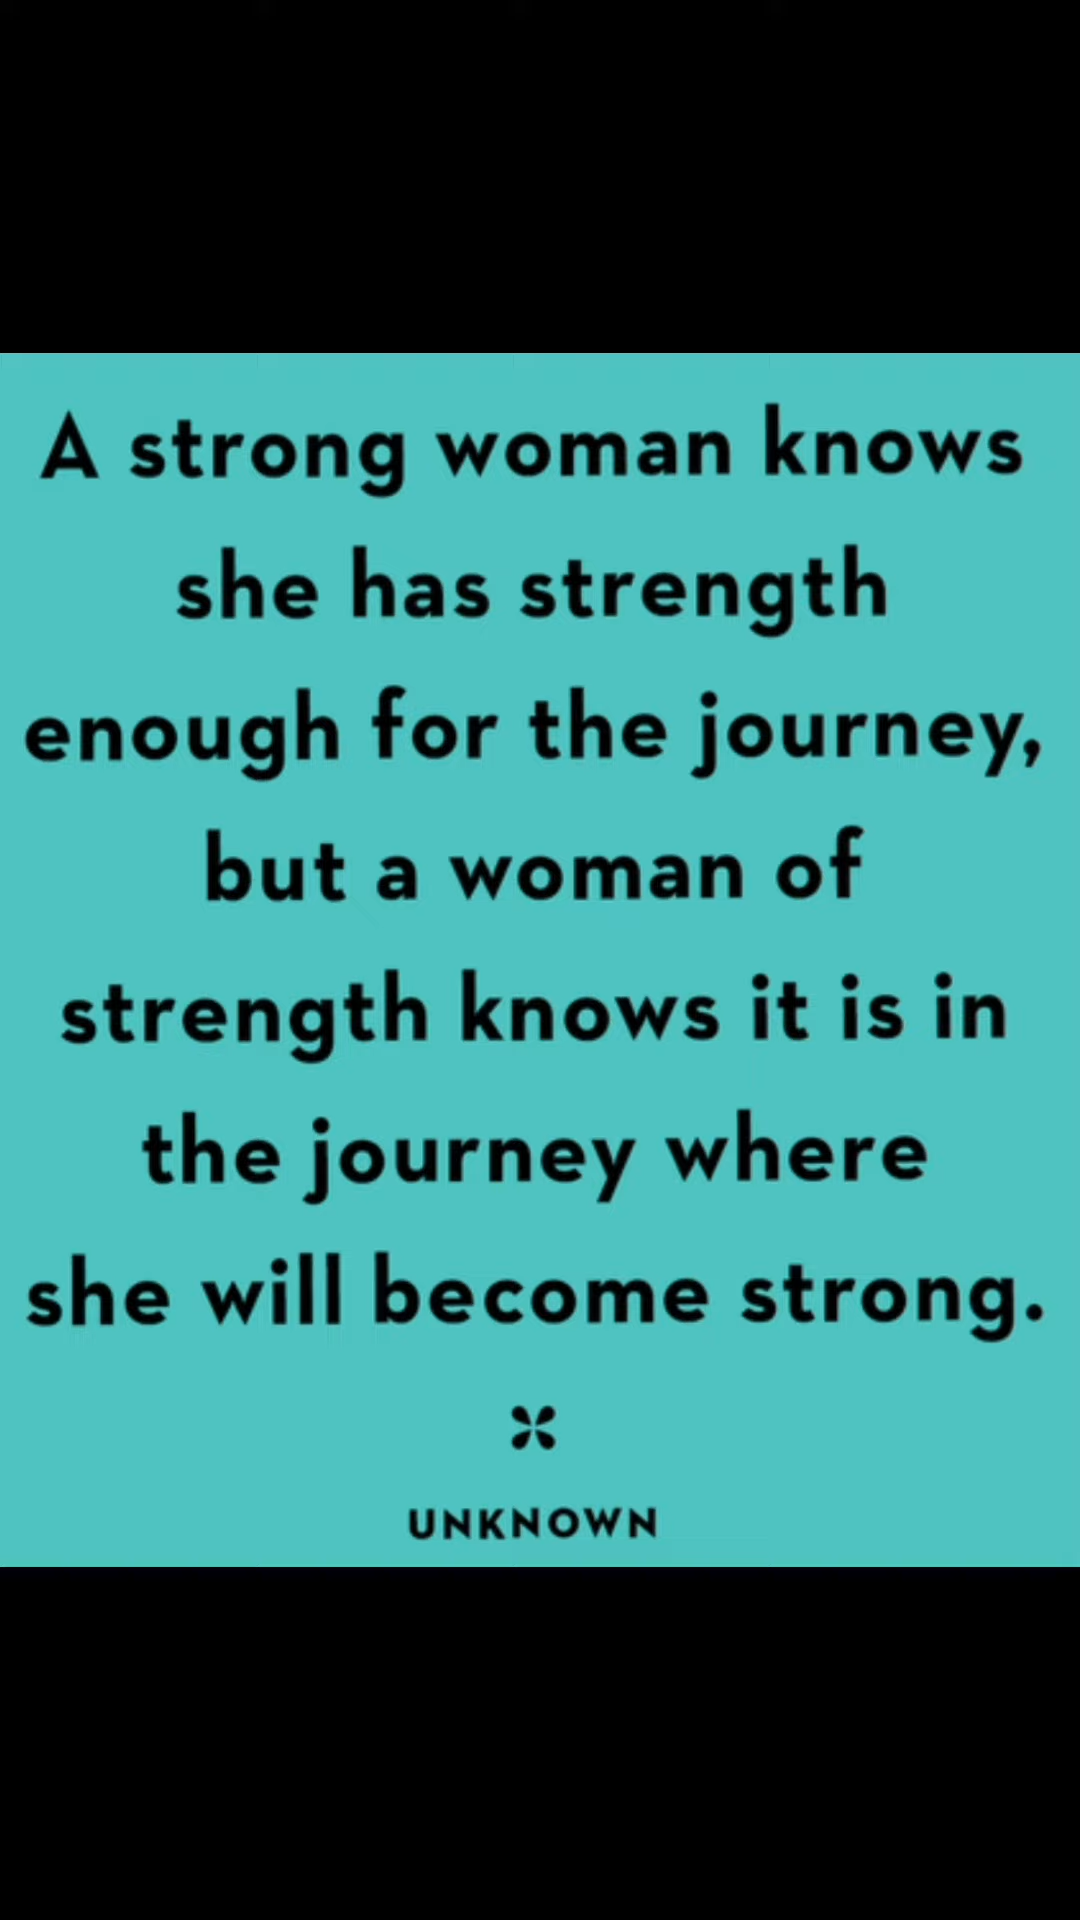 A strong woman knows
she has strength
enough for the journey,
but a woman of
strength knows it is in
the journey where
she will become strong.
UNKNOWN